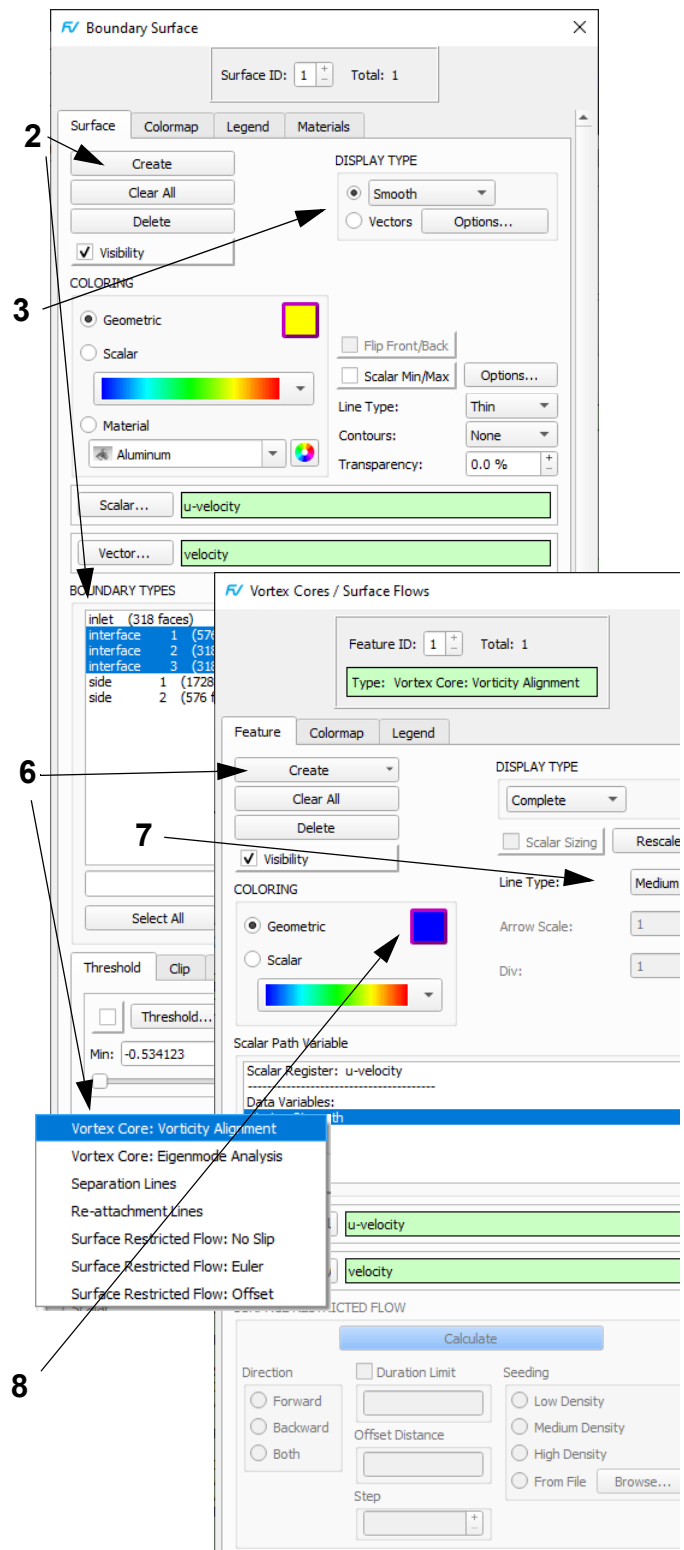 Boundary Surface
Surface ID: 1 Total: 1
Surface Colormap Legend Materials
2
Create
DISPLAY TYPE
Clear All
Smooth
Delete
Vectors Options...
Visibility
COLORING
3
Geometric
Flip Front/Back
Scalar
Scalar Min/Max Options...
Line Type: Thin
Material
Contours: None
Aluminum
Transparency: 0.0 %
Scalar... u-velocity
Vector... velocity
BOUNDARY TYPES
inlet (318 faces)
interface 1 (576
interface 2 (318
interface 3 (318
side 1 (1728
side 2 (576 f
Select All
Threshold Clip
Threshold...
Min: -0.534123
Vortex Cores / Surface Flows
Feature ID: 1 Total: 1
Type: Vortex Core: Vorticity Alignment
Feature Colormap Legend
6
Create
DISPLAY TYPE
Clear All
Complete
7
Delete
Scalar Sizing Rescale
Visibility
Line Type: Medium
COLORING
Geometric
Arrow Scale: 1
Scalar
Div: 1
Scalar Path Variable
Scalar Register: u-velocity
--------------------------------------
Data Variables:
Vortex Core: Vorticity Alignment
Vortex Core: Eigenmode Analysis
Separation Lines
Re-attachment Lines
Surface Restricted Flow: No Slip
Surface Restricted Flow: Euler
Surface Restricted Flow: Offset
u-velocity
velocity
8
Calculate
Direction Duration Limit Seeding
Forward
Low Density
Backward
Offset Distance
Medium Density
Both
High Density
From File Browse...
Step